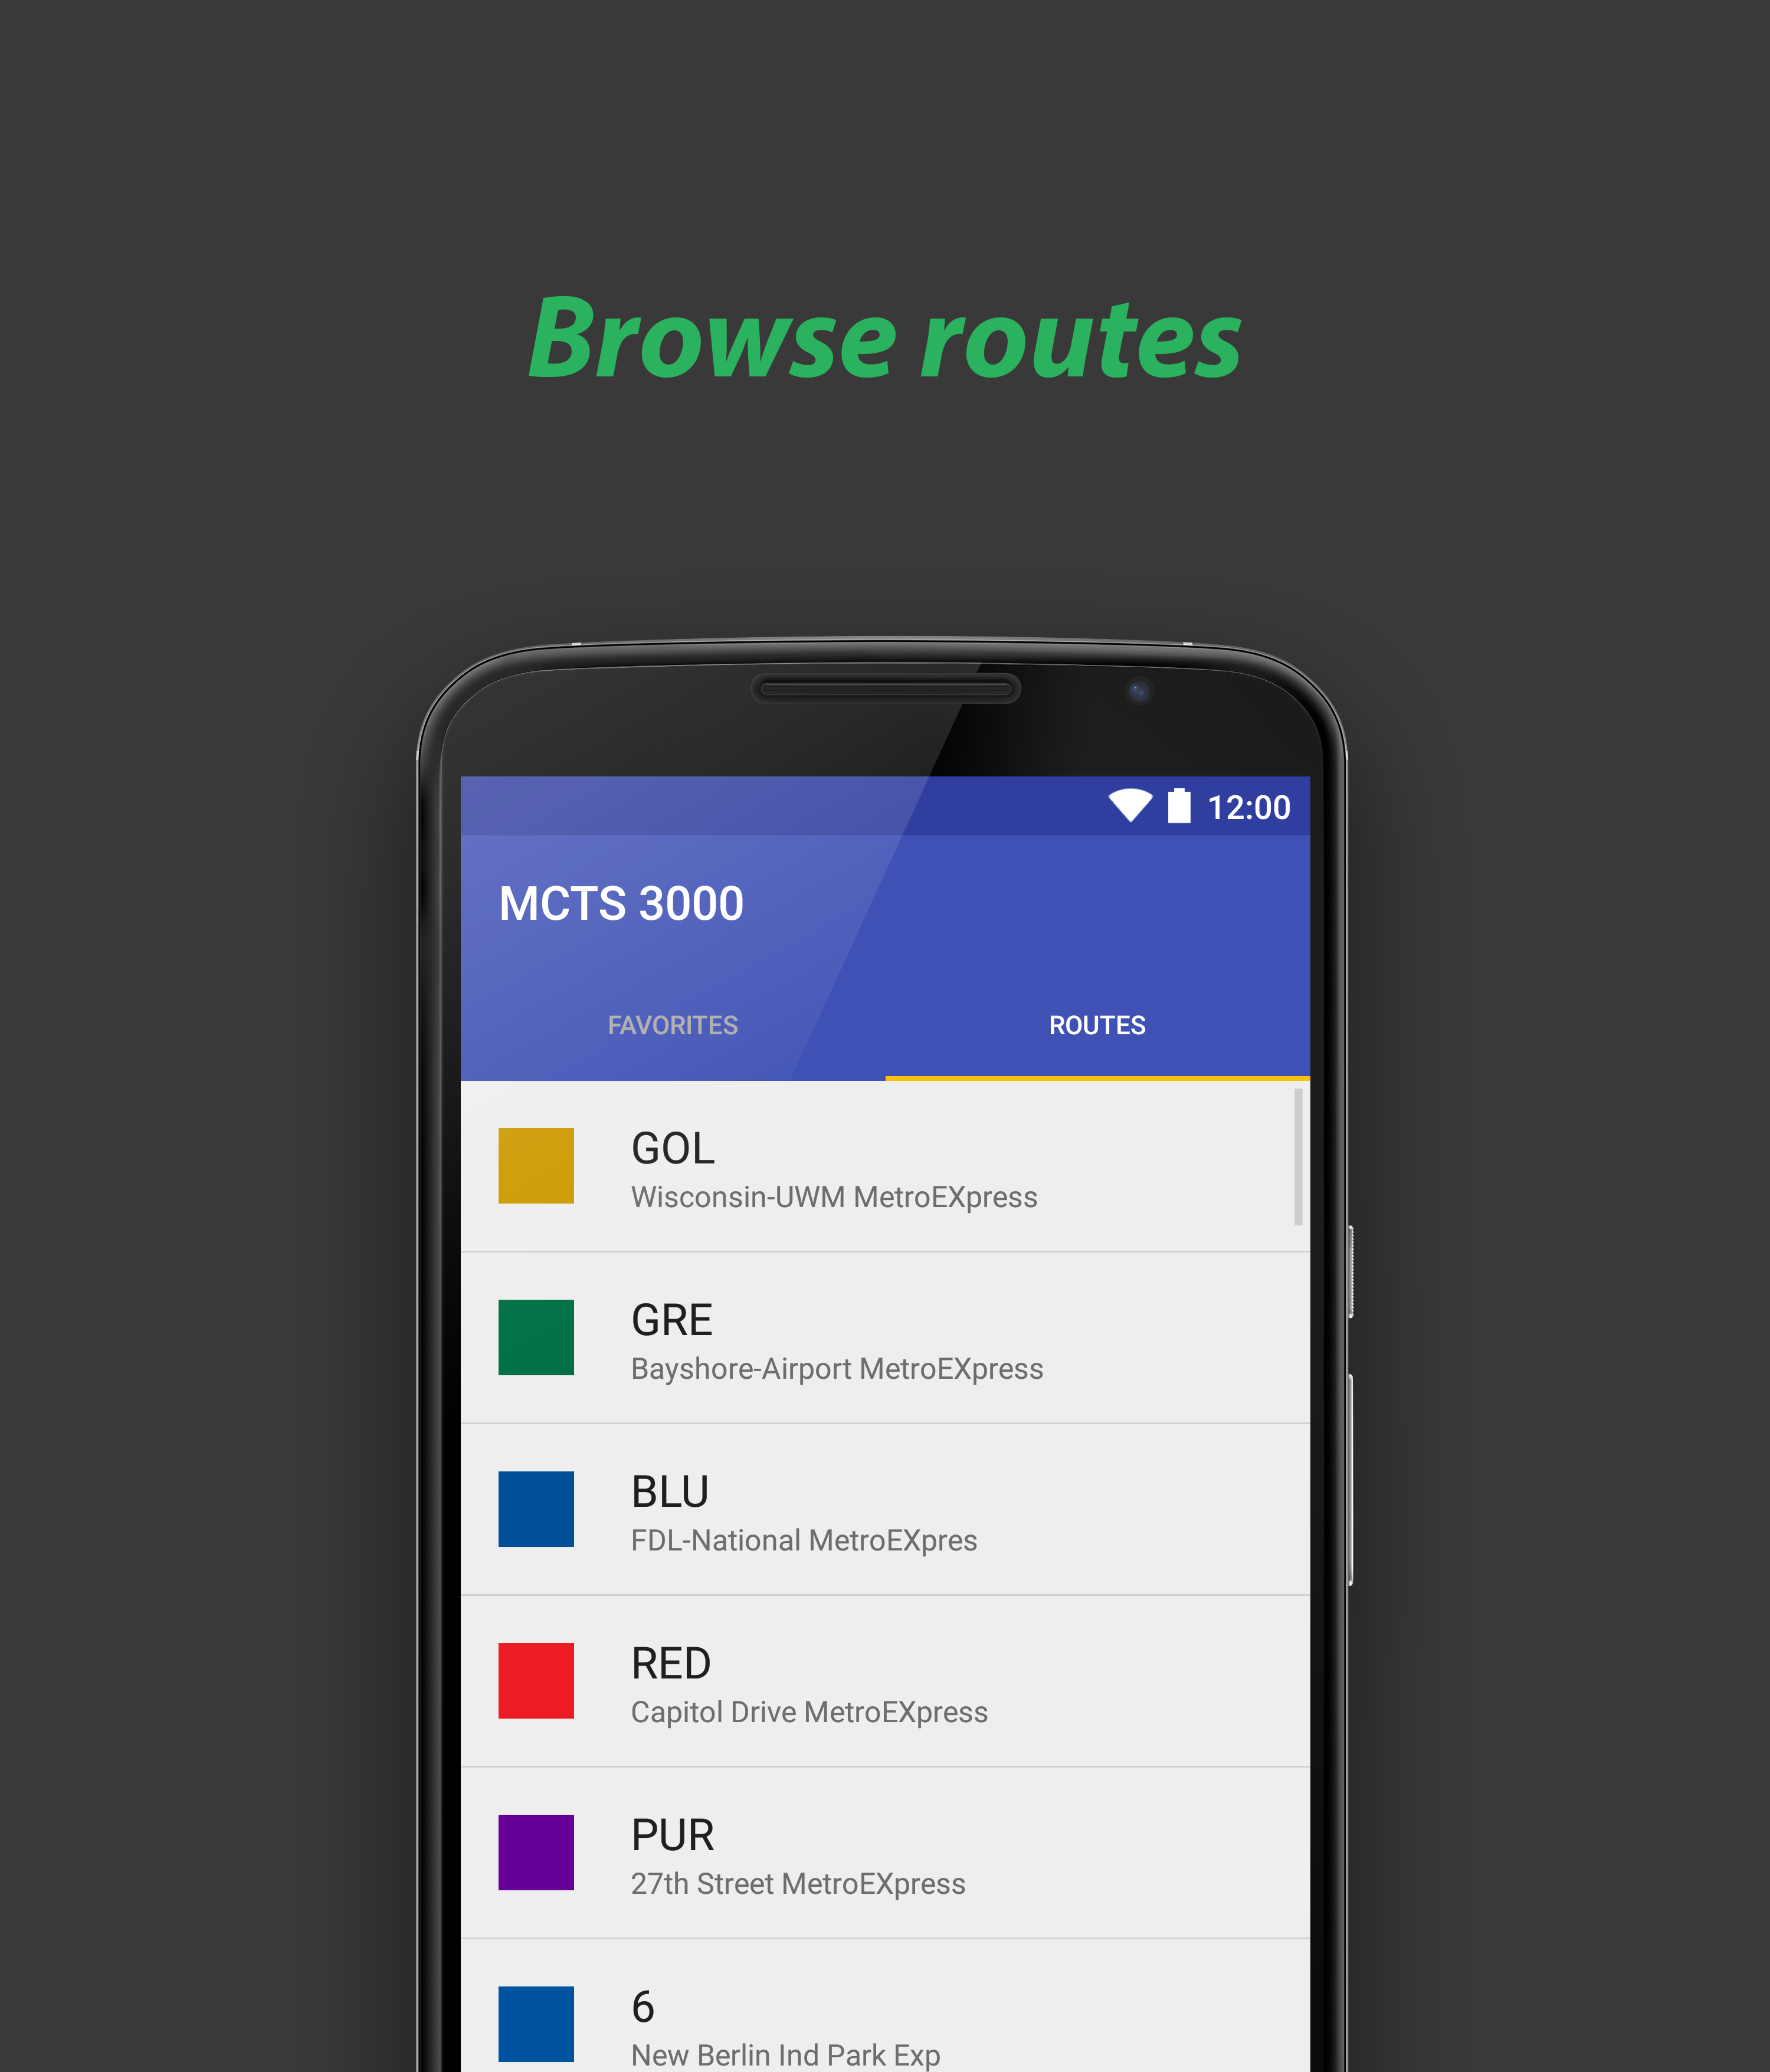 Browse routes
12:00
MCTS 3000
FAVORITES
ROUTES
GOL
Wisconsin-UWM MetroEXpress
GRE
Bayshore-Airport MetroEXpress
BLU
FDL-National MetroEXpres
RED
Capitol Drive MetroEXpress
PUR
27th Street MetroEXpress
6
New Berlin Ind Park Exp